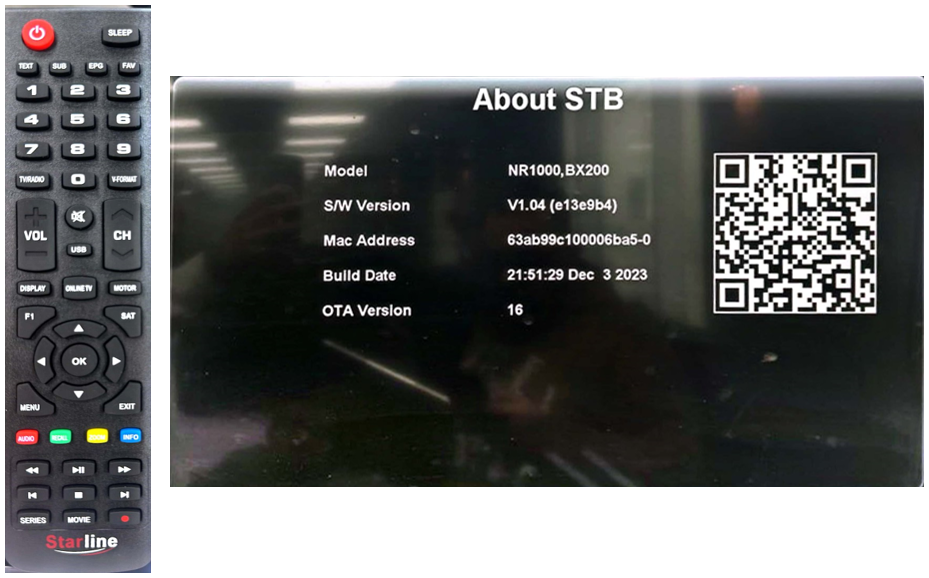 SLEEP
TEXT SUB EPG FAV
1 2 3
4 5 6
7 8 9
TV/RADIO 0 V-FORMAT
VOL CH
USB
DISPLAY ONLINE TV MOTOR
F1 SAT
OK
MENU EXIT
AUDIO RECALL ZOOM INFO
SERIES MOVIE
Starline
About STB
Model NR1000,BX200
S/W Version V1.04 (e13e9b4)
Mac Address 63ab99c100006ba5-0
Build Date 21:51:29 Dec 3 2023
OTA Version 16